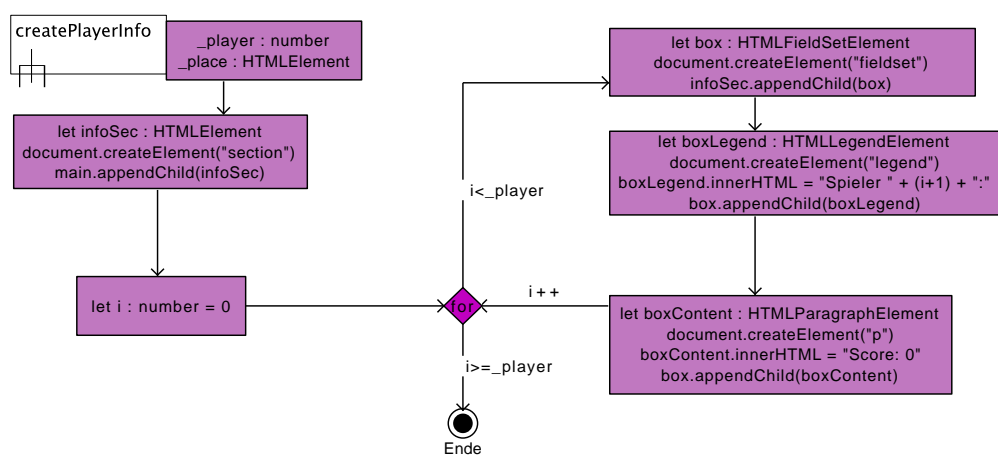 createPlayerInfo
_player : number
_place : HTMLElement
let infoSec : HTMLElement
document.createElement("section")
main.appendChild(infoSec)
let i : number = 0
for
i<_player
let box : HTMLFieldSetElement
document.createElement("fieldset")
infoSec.appendChild(box)
let boxLegend : HTMLLegendElement
document.createElement("legend")
boxLegend.innerHTML = "Spieler " + (i+1) + ":"
box.appendChild(boxLegend)
let boxContent : HTMLParagraphElement
document.createElement("p")
boxContent.innerHTML = "Score: 0"
box.appendChild(boxContent)
i++
i>=_player
Ende